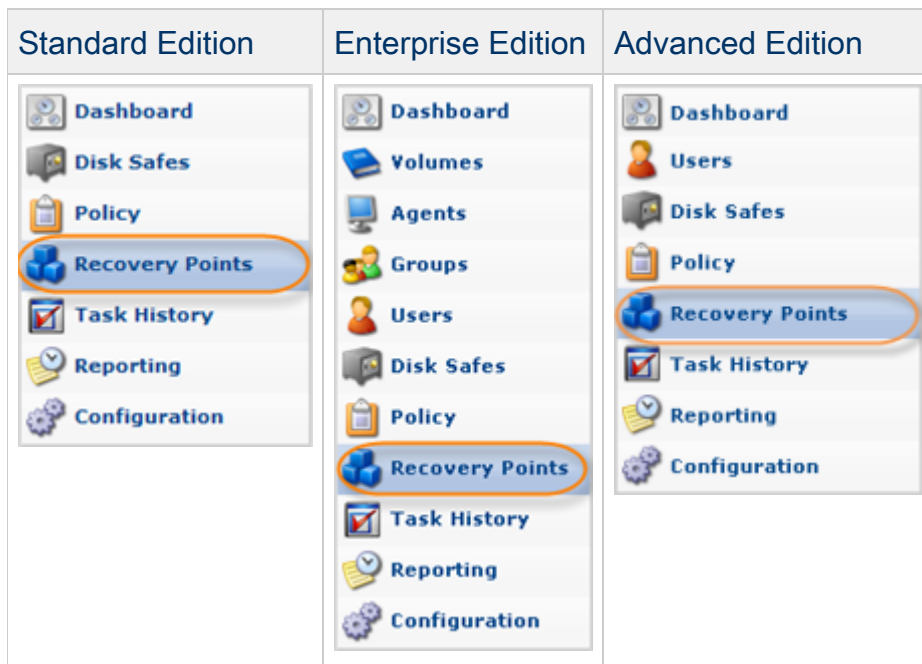 Standard Edition
Enterprise Edition
Advanced Edition
Dashboard
Disk Safes
Policy
Recovery Points
Task History
Reporting
Configuration
Dashboard
Volumes
Agents
Groups
Users
Disk Safes
Policy
Recovery Points
Task History
Reporting
Configuration
Dashboard
Users
Disk Safes
Policy
Recovery Points
Task History
Reporting
Configuration